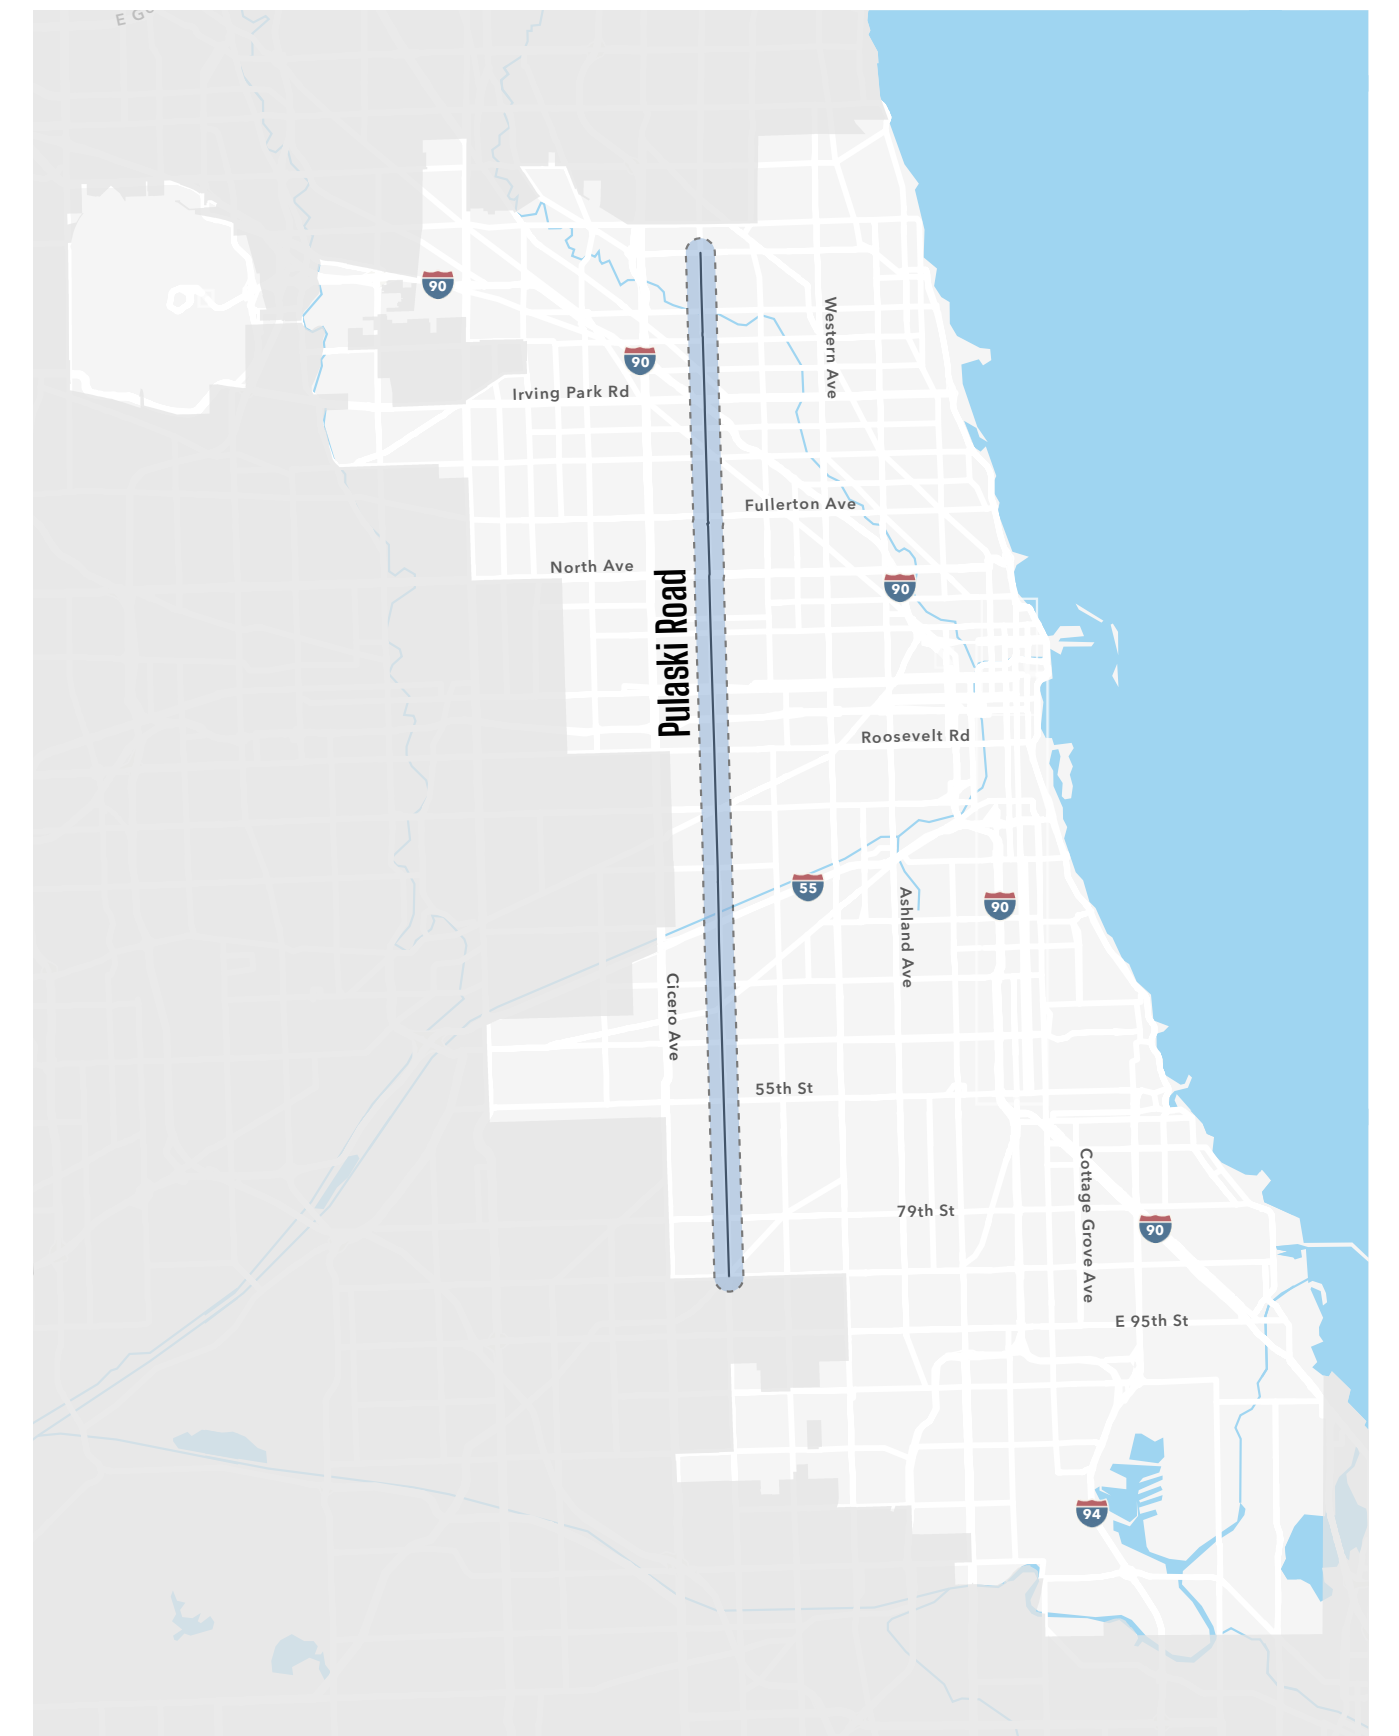 90
Western Ave
90
Irving Park Rd
Fullerton Ave
North Ave
90
Pulaski Road
Roosevelt Rd
55
90
Ashland Ave
Cicero Ave
55th St
Cottage Grove Ave
79th St
90
E 95th St
94